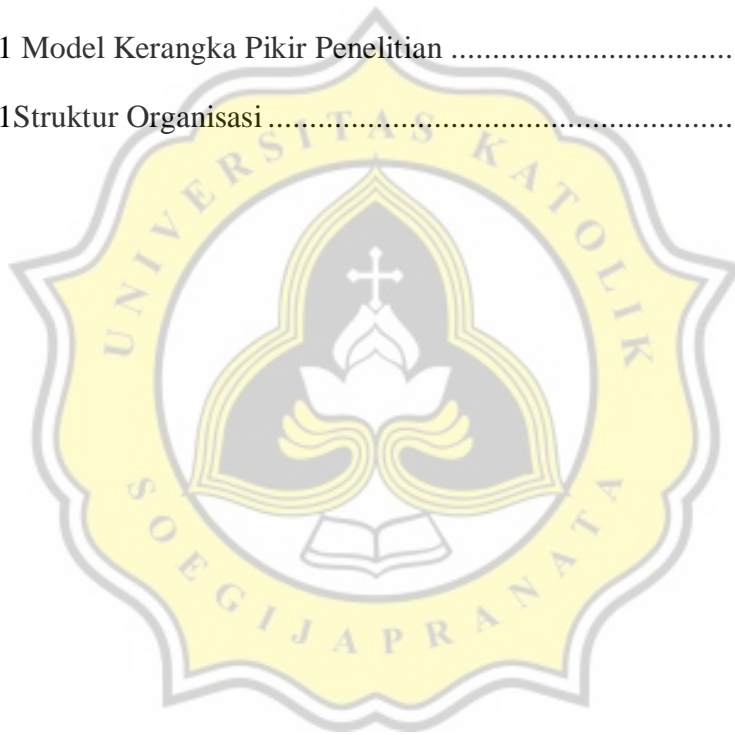 1 Model Kerangka Pikir Penelitian ..................................
1Struktur Organisasi........................................................
UNIVERSITAS KATOLIK
SOEGIJAPRANATA